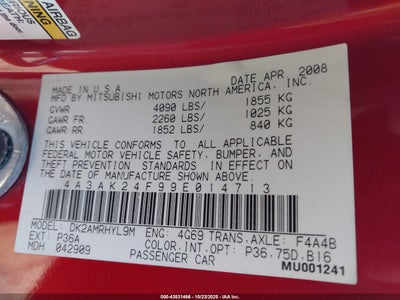 AIRBAG
WARNING
MADE IN U.S.A.
DATE APR, 2008
MFD BY MITSUBISHI MOTORS NORTH AMERICA, INC.
GVWR 4090 LBS/ 1855 KG
GAWR FR. 2260 LBS/ 1025 KG
GAWR RR 1852 LBS/ 840 KG
THIS VEHICLE CONFORMS TO ALL APPLICABLE
FEDERAL MOTOR VEHICLE SAFETY, BUMPER, AND
THEFT PREVENTION STANDARDS IN EFFECT ON
THE DATE OF MANUFACTURE SHOWN ABOVE.
4A3AK24F99E014713
MODEL: DK2AMRHYL9M ENG: 4G69 TRANS.AXLE: F4A4B
EXT: P36A COLOR.INT.OPT: P36.75D.B16
MDH 042909 PASSENGER CAR
MU001241
000-43531466 | 10/23/2025 | IAAI.COM